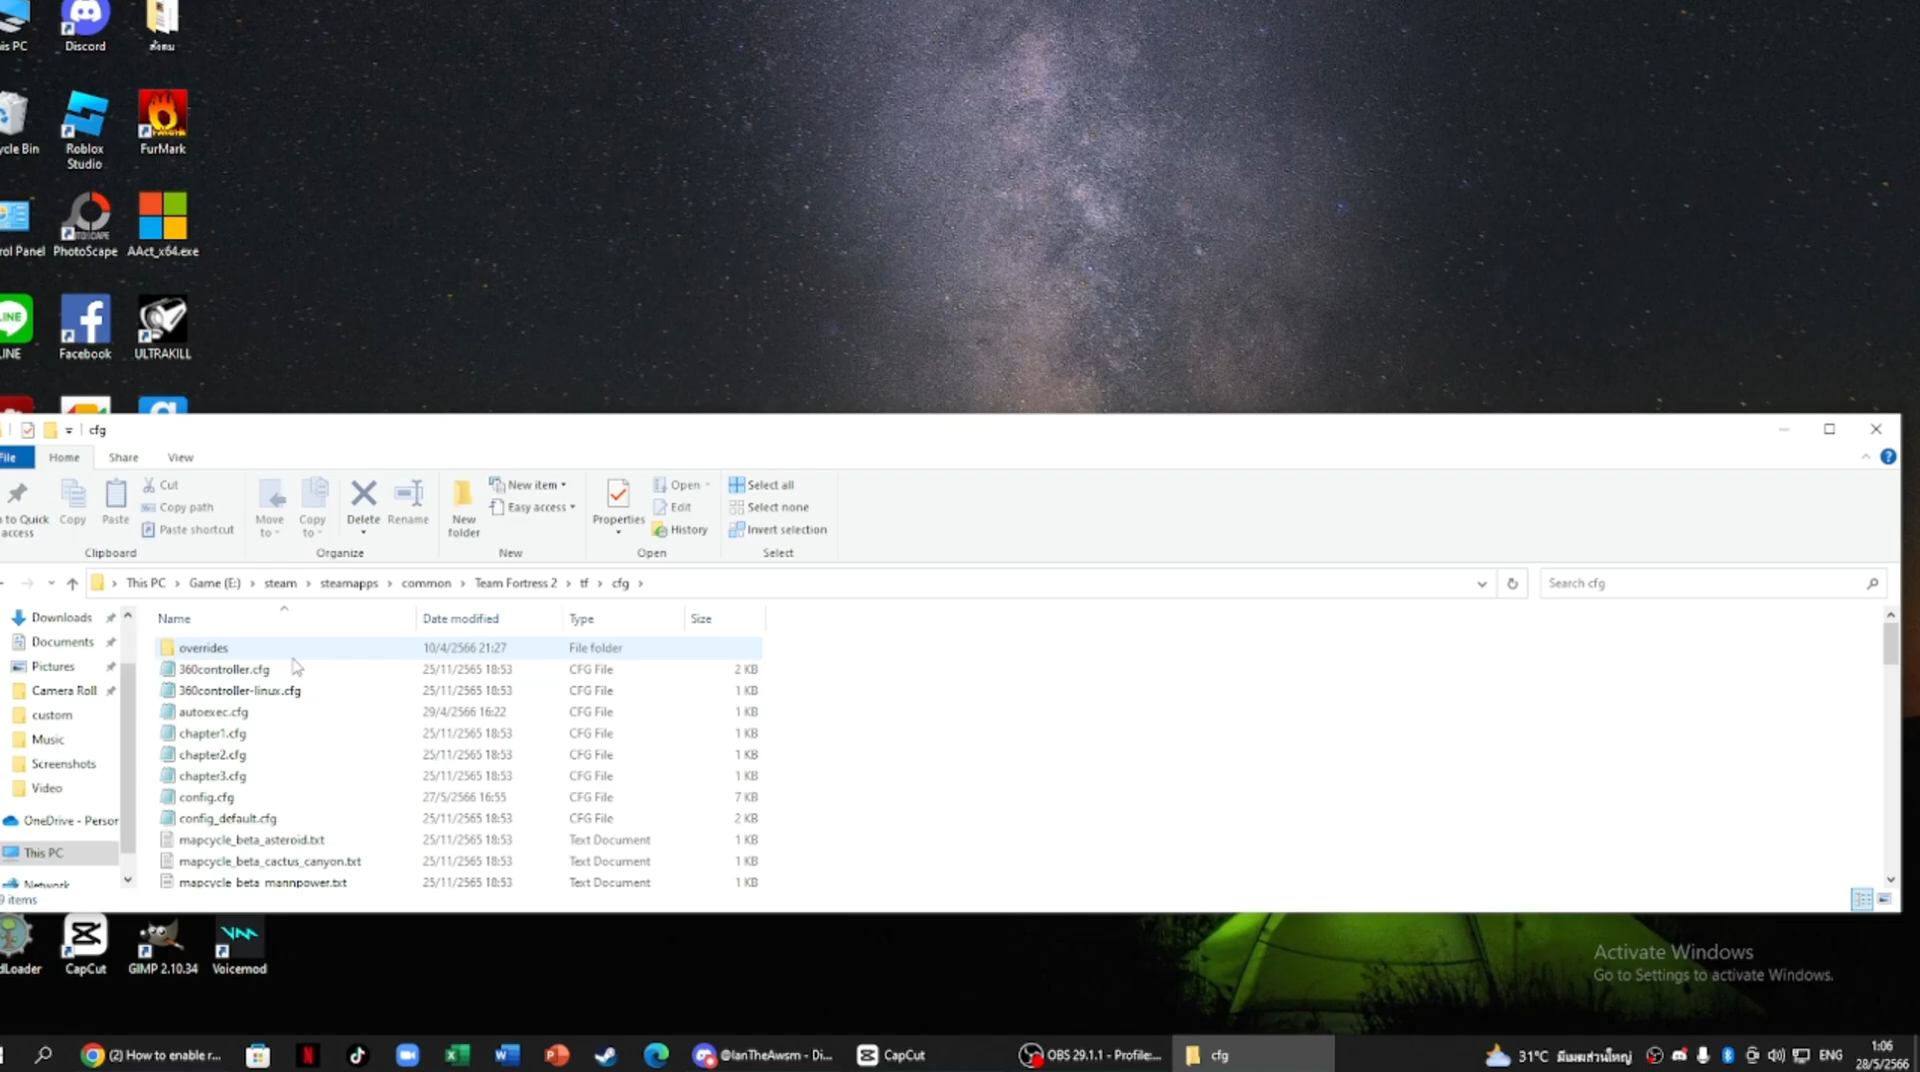 his PC
Discord
สังคม
ycle Bin
Roblox
Studio
FurMark
rol Panel
PhotoScape
AAct_x64.exe
LINE
LINE
Facebook
ULTRAKILL
cfg
File
Home
Share
View
n to Quick
access
Copy
Paste
Cut
Copy path
Paste shortcut
Clipboard
Move
to
Copy
to
Delete
Rename
Organize
New
folder
New item
Easy access
New
Properties
Open
Edit
History
Open
Select all
Select none
Invert selection
Select
This PC > Game (E:) > steam > steamapps > common > Team Fortress 2 > tf > cfg >
Search cfg
Downloads
Documents
Pictures
Camera Roll
custom
Music
Screenshots
Video
OneDrive - Person
This PC
Network
Name Date modified Type Size
overrides 10/4/2566 21:27 File folder
360controller.cfg 25/11/2565 18:53 CFG File 2 KB
360controller-linux.cfg 25/11/2565 18:53 CFG File 1 KB
autoexec.cfg 29/4/2566 16:22 CFG File 1 KB
chapter1.cfg 25/11/2565 18:53 CFG File 1 KB
chapter2.cfg 25/11/2565 18:53 CFG File 1 KB
chapter3.cfg 25/11/2565 18:53 CFG File 1 KB
config.cfg 27/5/2566 16:55 CFG File 7 KB
config_default.cfg 25/11/2565 18:53 CFG File 2 KB
mapcycle_beta_asteroid.txt 25/11/2565 18:53 Text Document 1 KB
mapcycle_beta_cactus_canyon.txt 25/11/2565 18:53 Text Document 1 KB
mapcycle_beta_mannpower.txt 25/11/2565 18:53 Text Document 1 KB
9 items
dLoader
CapCut
GIMP 2.10.34
Voicemod
Activate Windows
Go to Settings to activate Windows.
(2) How to enable r...
@IanTheAwsm - Di...
CapCut
OBS 29.1.1 - Profile:...
cfg
31°C มีเมฆส่วนใหญ่
ENG
1:06
28/5/2566